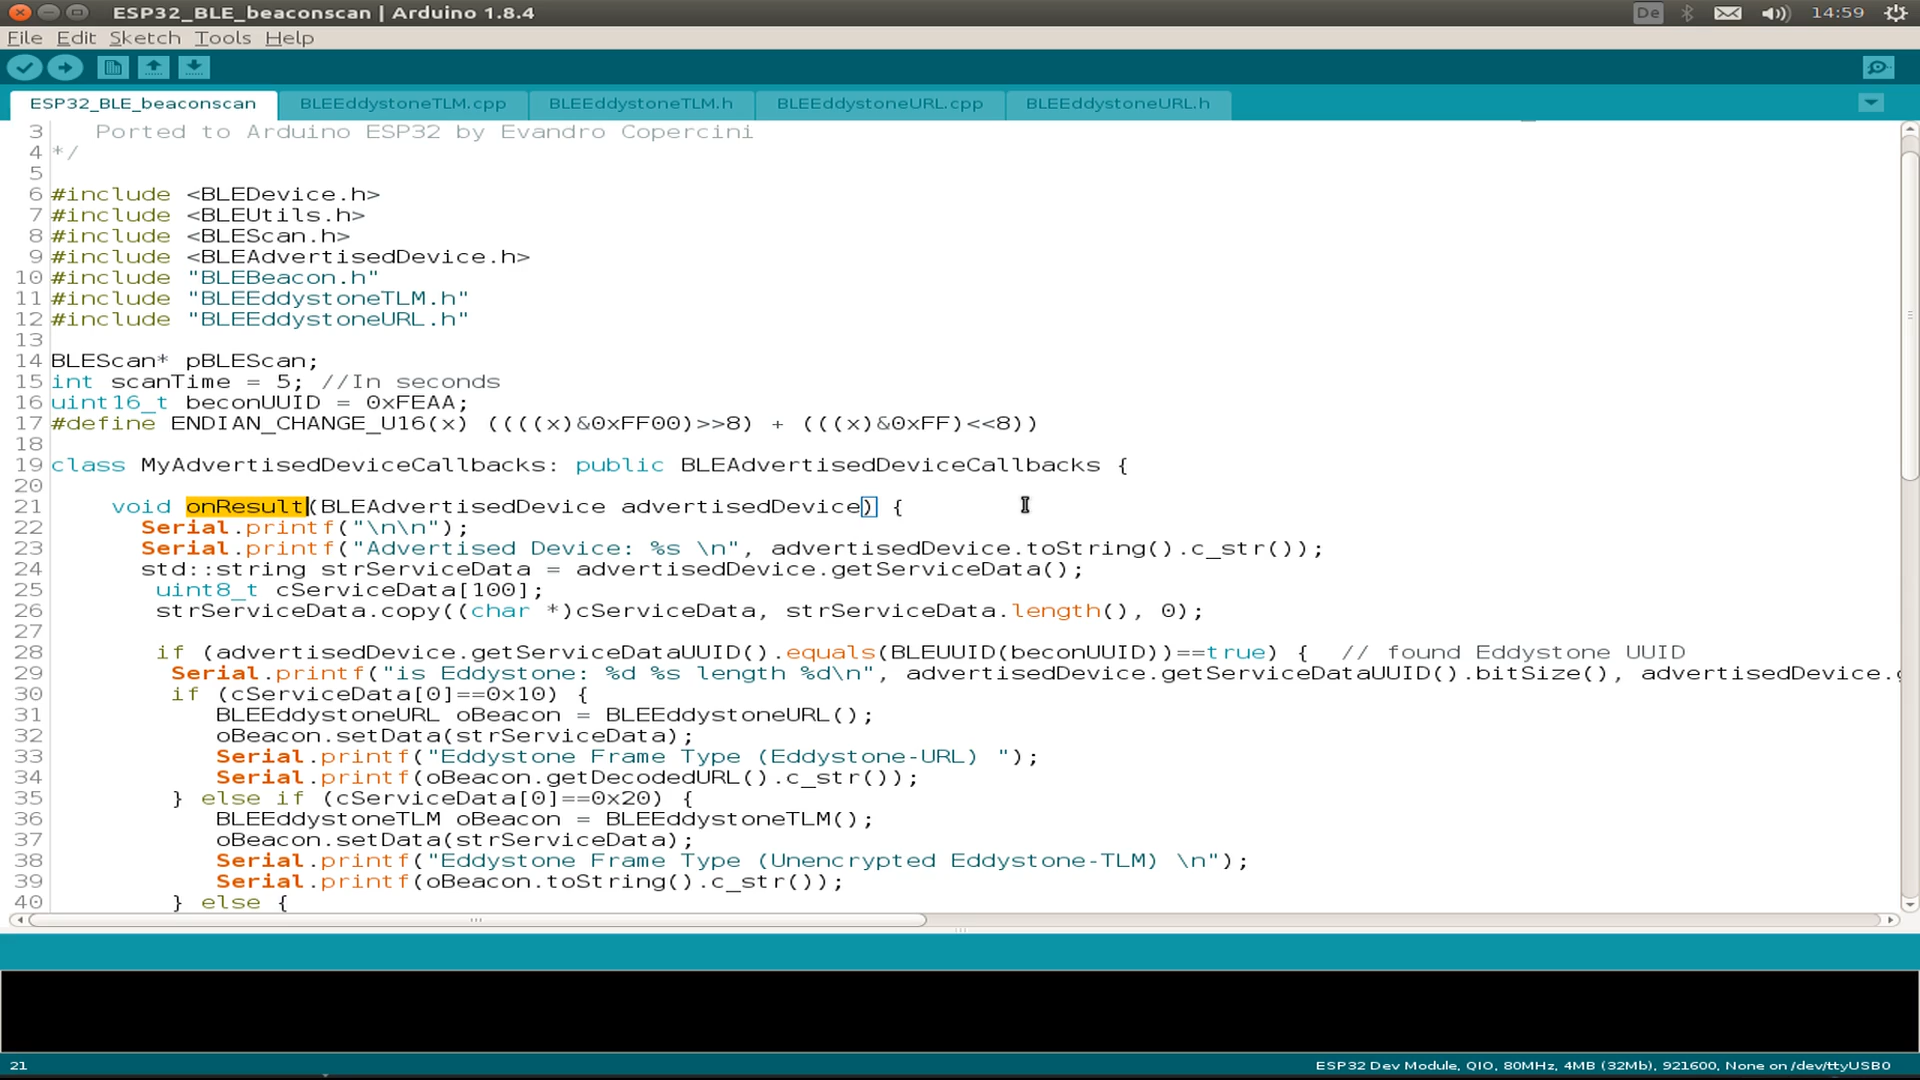 ESP32_BLE_beaconscan | Arduino 1.8.4
De
14:59
File Edit Sketch Tools Help
ESP32_BLE_beaconscan BLEEddystoneTLM.cpp BLEEddystoneTLM.h BLEEddystoneURL.cpp BLEEddystoneURL.h
3 Ported to Arduino ESP32 by Evandro Copercini
4 */
5
6 #include <BLEDevice.h>
7 #include <BLEUtils.h>
8 #include <BLEScan.h>
9 #include <BLEAdvertisedDevice.h>
10 #include "BLEBeacon.h"
11 #include "BLEEddystoneTLM.h"
12 #include "BLEEddystoneURL.h"
13
14 BLEScan* pBLEScan;
15 int scanTime = 5; //In seconds
16 uint16_t beconUUID = 0xFEAA;
17 #define ENDIAN_CHANGE_U16(x) ((((x)&0xFF00)>>8) + (((x)&0xFF)<<8))
18
19 class MyAdvertisedDeviceCallbacks: public BLEAdvertisedDeviceCallbacks {
20
21 void onResult(BLEAdvertisedDevice advertisedDevice) {
22 Serial.printf("\n\n");
23 Serial.printf("Advertised Device: %s \n", advertisedDevice.toString().c_str());
24 std::string strServiceData = advertisedDevice.getServiceData();
25 uint8_t cServiceData[100];
26 strServiceData.copy((char *)cServiceData, strServiceData.length(), 0);
27
28 if (advertisedDevice.getServiceDataUUID().equals(BLEUUID(beconUUID))==true) { // found Eddystone UUID
29 Serial.printf("is Eddystone: %d %s length %d\n", advertisedDevice.getServiceDataUUID().bitSize(), advertisedDevice.
30 if (cServiceData[0]==0x10) {
31 BLEEddystoneURL oBeacon = BLEEddystoneURL();
32 oBeacon.setData(strServiceData);
33 Serial.printf("Eddystone Frame Type (Eddystone-URL) ");
34 Serial.printf(oBeacon.getDecodedURL().c_str());
35 } else if (cServiceData[0]==0x20) {
36 BLEEddystoneTLM oBeacon = BLEEddystoneTLM();
37 oBeacon.setData(strServiceData);
38 Serial.printf("Eddystone Frame Type (Unencrypted Eddystone-TLM) \n");
39 Serial.printf(oBeacon.toString().c_str());
40 } else {
21
ESP32 Dev Module, QIO, 80MHz, 4MB (32Mb), 921600, None on /dev/ttyUSB0